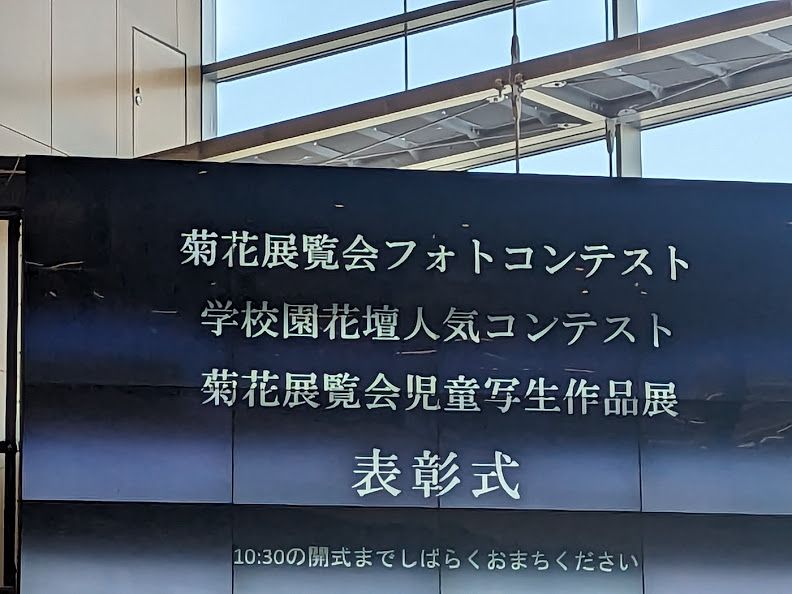 菊花展覧会フォトコンテスト
学校園花壇人気コンテスト
菊花展覧会児童写生作品展
表彰式
10:30の開式までしばらくおまちください